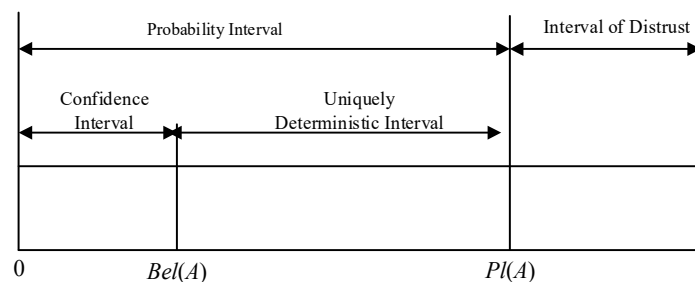 Probability Interval
Interval of Distrust
Confidence
Interval
Uniquely
Deterministic Interval
0
Bel(A)
Pl(A)